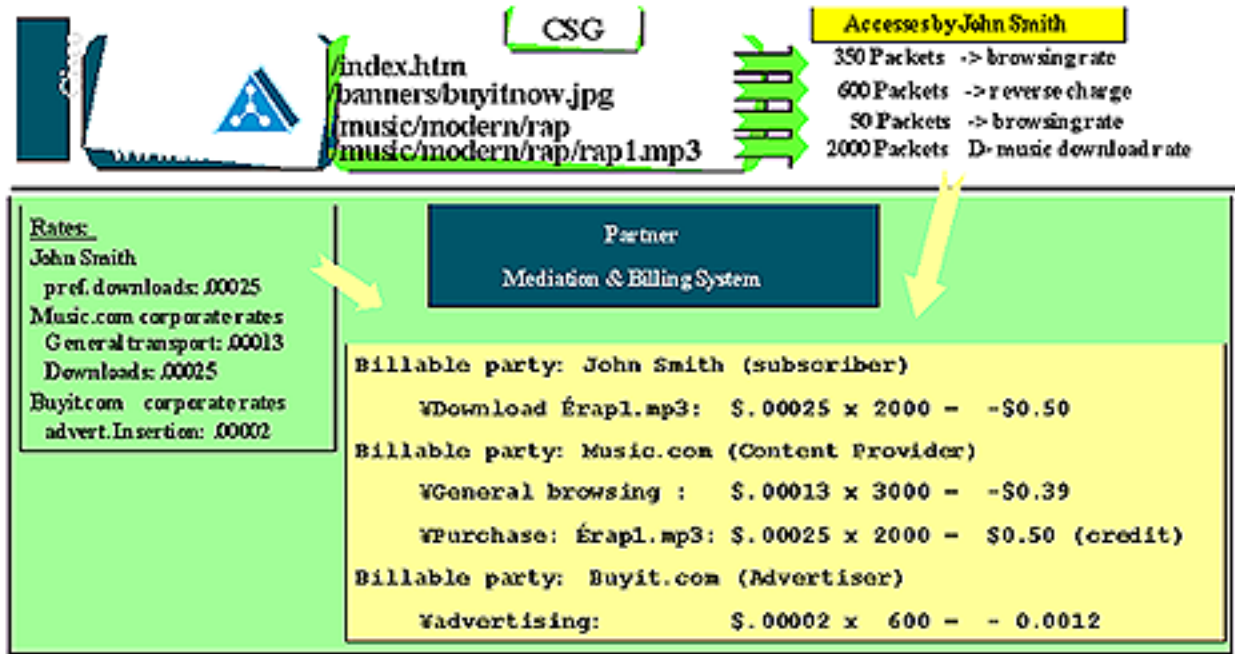 CSG
/index.htm
/banners/buyitnow.jpg
/music/modern/rap
/music/modern/rap/rap1.mp3
Accesses by John Smith
350 Packets -> browsing rate
600 Packets -> reverse charge
50 Packets -> browsing rate
2000 Packets D- music download rate
Rates:
John Smith
pref. downloads: .00025
Music.com corporate rates
General transport: .00013
Downloads: .00025
Buyit.com corporate rates
advert. Insertion: .00002
Partner
Mediation & Billing System
Billable party: John Smith (subscriber)
¥Download Érap1.mp3: $.00025 x 2000 = -$0.50
Billable party: Music.com (Content Provider)
¥General browsing : $.00013 x 3000 = -$0.39
¥Purchase: Érap1.mp3: $.00025 x 2000 = $0.50 (credit)
Billable party: Buyit.com (Advertiser)
¥advertising: $.00002 x 600 = - 0.0012